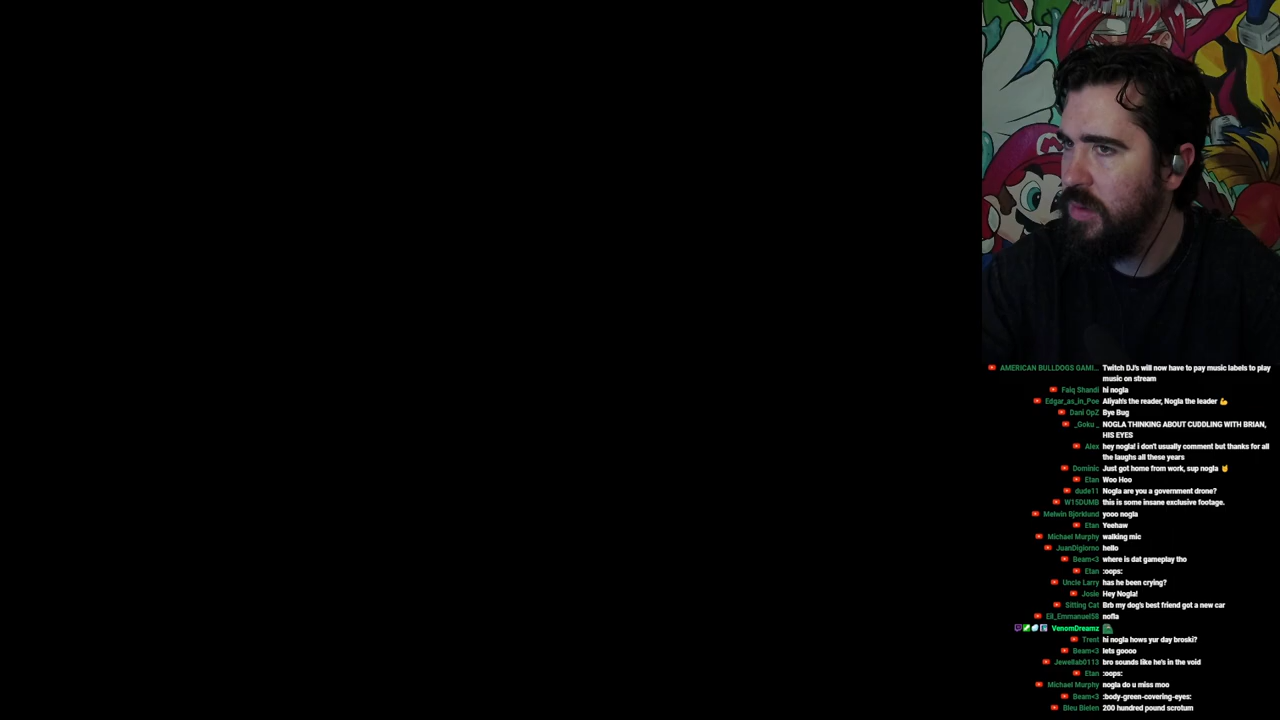 AMERICAN BULLDOGS GAMI... Twitch DJ's will now have to pay music labels to play
music on stream
Faiq Shandi hi nogla
Edgar_as_in_Poe Aliyah's the reader, Nogla the leader 💪
Dani OpZ Bye Bug
_Goku_ NOGLA THINKING ABOUT CUDDLING WITH BRIAN,
HIS EYES
Alex hey nogla! i don't usually comment but thanks for all
the laughs all these years
Dominic Just got home from work, sup nogla 🤘
Etan Woo Hoo
dude11 Nogla are you a government drone?
W15DUMB this is some insane exclusive footage.
Melwin Björklund yooo nogla
Etan Yeehaw
Michael Murphy walking mic
JuanDigiorno hello
Beam<3 where is dat gameplay tho
Etan :oops:
Uncle Larry has he been crying?
Josie Hey Nogla!
Sitting Cat Brb my dog's best friend got a new car
Eil_Emmanuel58 nofla
VenomDreamz
Trent hi nogla hows yur day broski?
Beam<3 lets goooo
Jewellab0113 bro sounds like he's in the void
Etan :oops:
Michael Murphy nogla do u miss moo
Beam<3 :body-green-covering-eyes:
Bleu Bielen 200 hundred pound scrotum